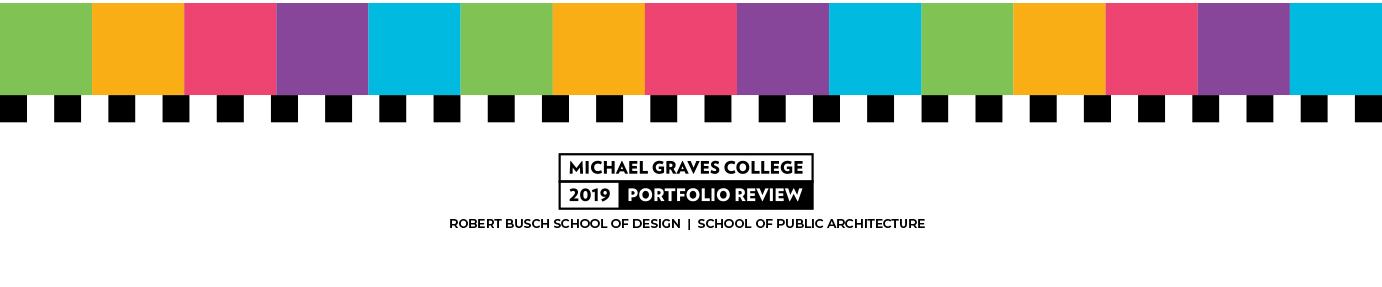 MICHAEL GRAVES COLLEGE
2019 PORTFOLIO REVIEW
ROBERT BUSCH SCHOOL OF DESIGN | SCHOOL OF PUBLIC ARCHITECTURE